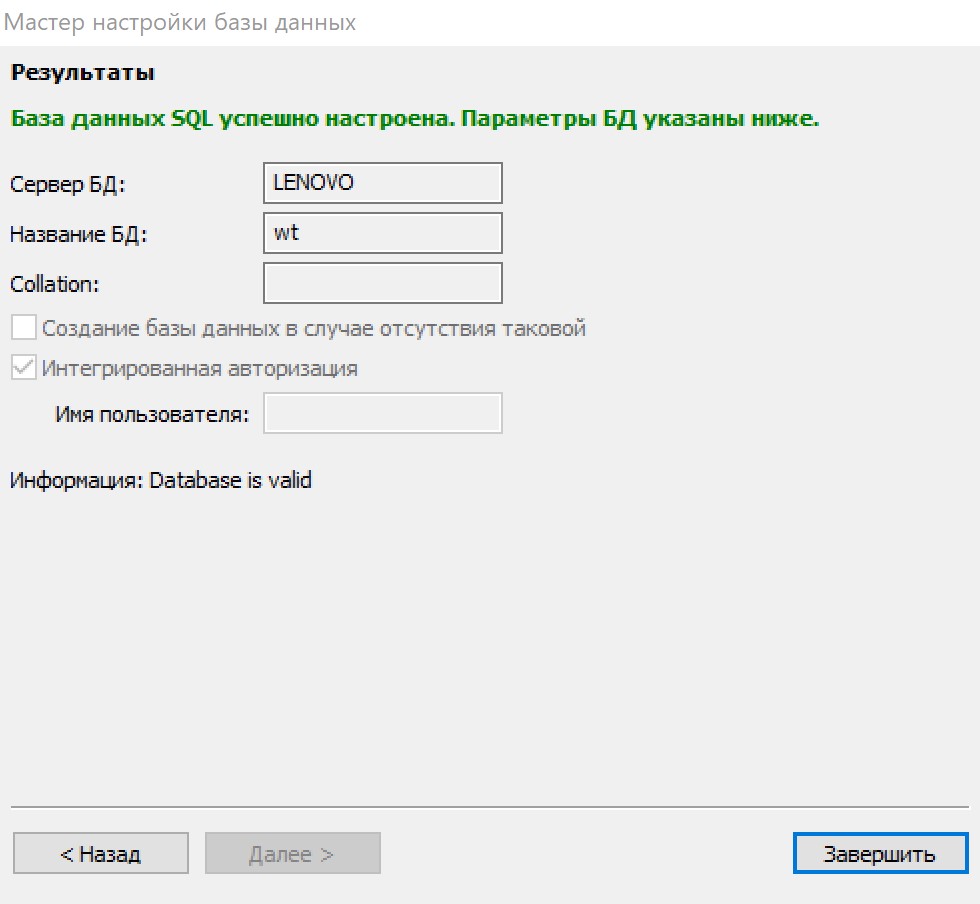 Мастер настройки базы данных
Результаты
База данных SQL успешно настроена. Параметры БД указаны ниже.
Сервер БД: LENOVO
Название БД: wt
Collation:
Создание базы данных в случае отсутствия таковой
Интегрированная авторизация
Имя пользователя:
Информация: Database is valid
< Назад Далее > Завершить